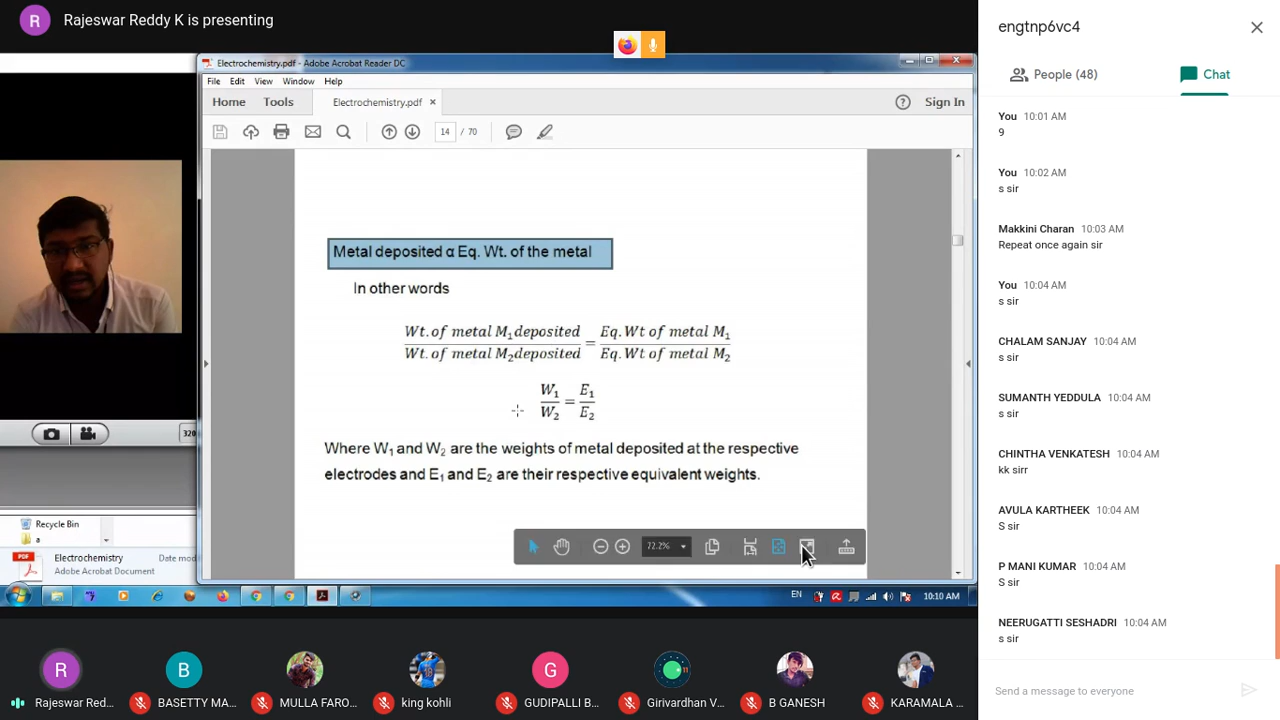 R
Rajeswar Reddy K is presenting
Electrochemistry.pdf - Adobe Acrobat Reader DC
File Edit View Window Help
Home Tools Electrochemistry.pdf × ? Sign In
14 / 70
Metal deposited α Eq. Wt. of the metal
In other words
Wt. of metal M₁deposited / Wt. of metal M₂deposited = Eq. Wt of metal M₁ / Eq. Wt of metal M₂
W₁ / W₂ = E₁ / E₂
Where W₁ and W₂ are the weights of metal deposited at the respective
electrodes and E₁ and E₂ are their respective equivalent weights.
72.2%
320
Recycle Bin
a
PDF
Electrochemistry Date mod
Adobe Acrobat Document
EN 10:10 AM
R
Rajeswar Red...
B
BASETTY MA...
MULLA FARO...
king kohli
G
GUDIPALLI B...
Girivardhan V...
B GANESH
KARAMALA ...
engtnp6vc4
People (48) Chat
You 10:01 AM
9
You 10:02 AM
s sir
Makkini Charan 10:03 AM
Repeat once again sir
You 10:04 AM
s sir
CHALAM SANJAY 10:04 AM
s sir
SUMANTH YEDDULA 10:04 AM
s sir
CHINTHA VENKATESH 10:04 AM
kk sirr
AVULA KARTHEEK 10:04 AM
S sir
P MANI KUMAR 10:04 AM
S sir
NEERUGATTI SESHADRI 10:04 AM
s sir
Send a message to everyone